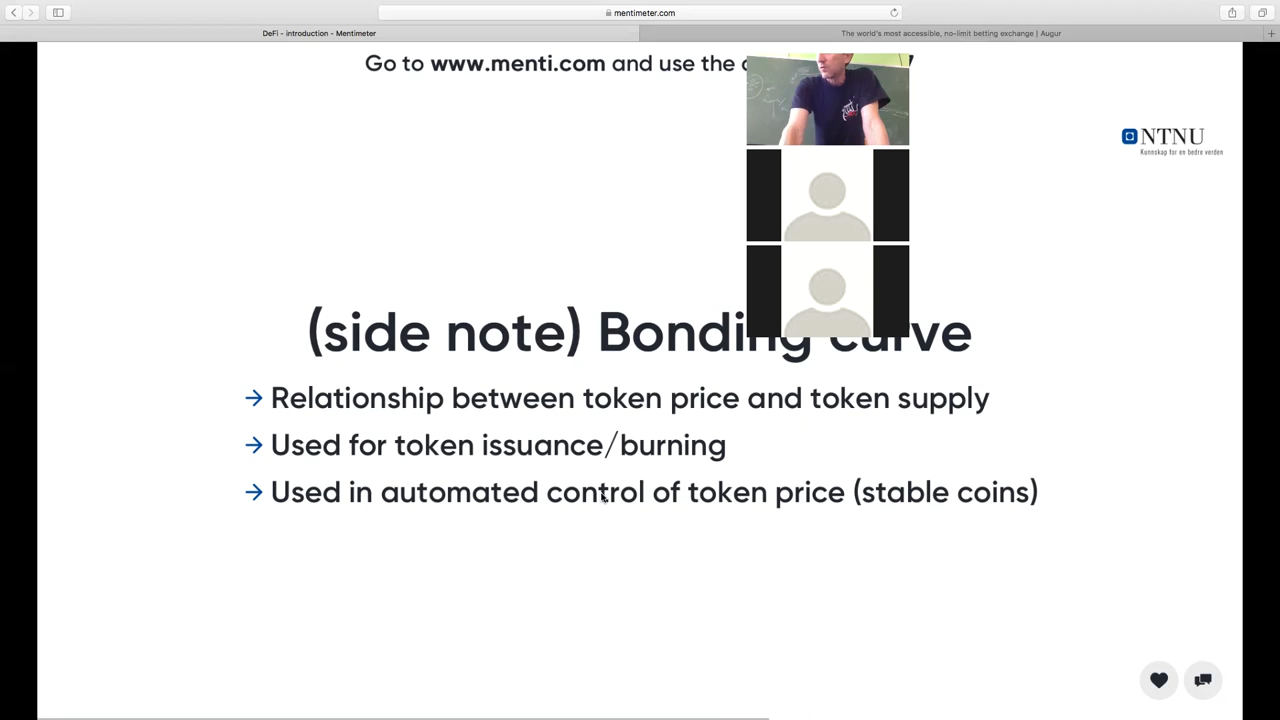 mentimeter.com
DeFi - introduction - Mentimeter
The world's most accessible, no-limit betting exchange | Augur
Go to www.menti.com and use the
NTNU
Kunnskap for en bedre verden
(side note) Bonding curve
→ Relationship between token price and token supply
→ Used for token issuance/burning
→ Used in automated control of token price (stable coins)